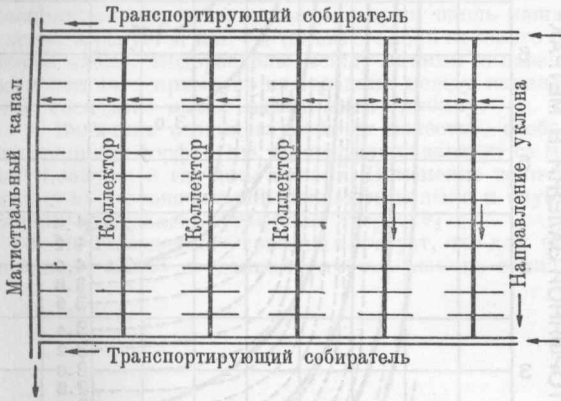 Транспортирующий собиратель
Магистральный канал
Коллектор
Коллектор
Коллектор
Направление уклона
Транспортирующий собиратель